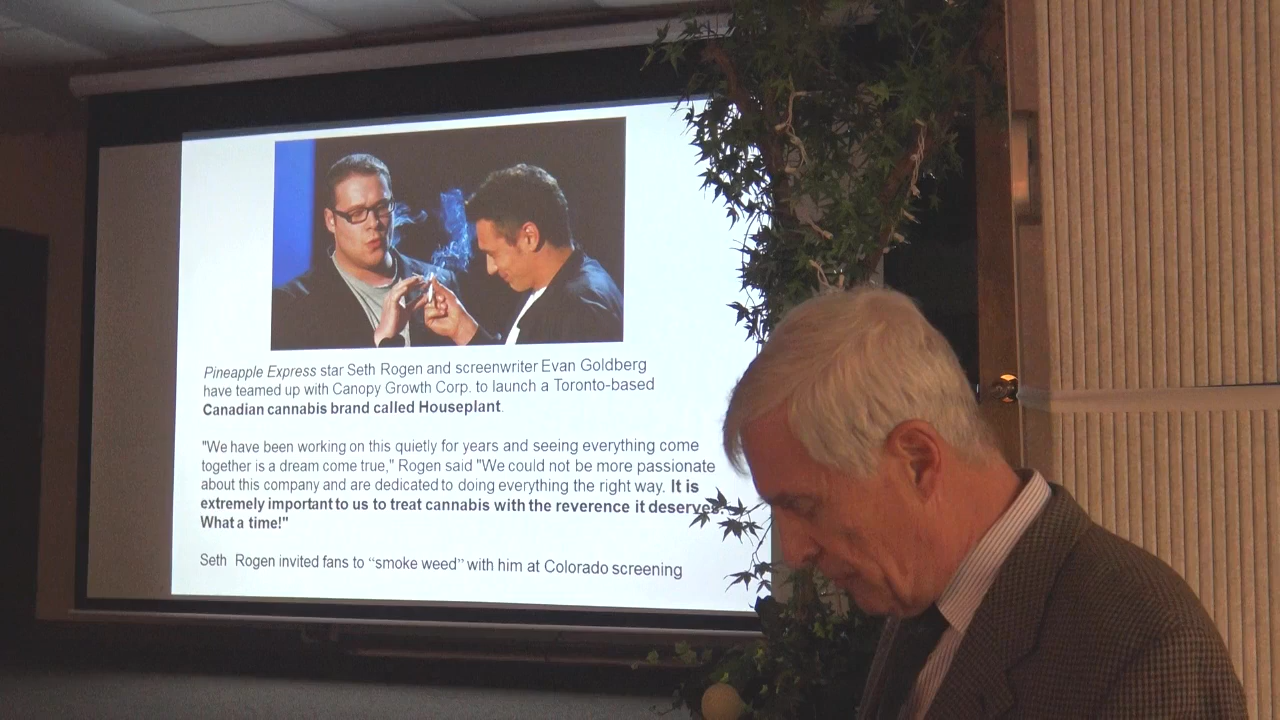 Pineapple Express star Seth Rogen and screenwriter Evan Goldberg
have teamed up with Canopy Growth Corp. to launch a Toronto-based
Canadian cannabis brand called Houseplant.
"We have been working on this quietly for years and seeing everything come
together is a dream come true," Rogen said "We could not be more passionate
about this company and are dedicated to doing everything the right way. It is
extremely important to us to treat cannabis with the reverence it deserves.
What a time!"
Seth Rogen invited fans to “smoke weed” with him at Colorado screening